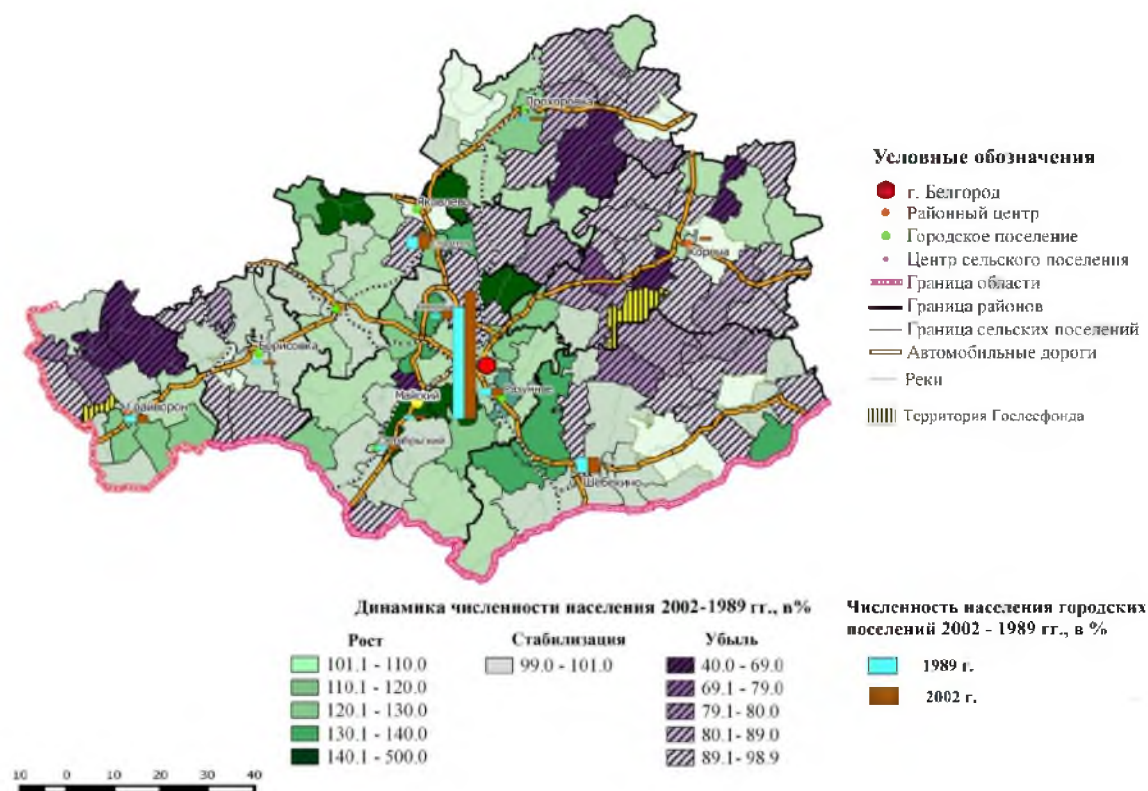 Прохоровка
Яковлево
Короча
Борисовка
Разумное
Майский
Шебекино
Условные обозначения
г. Белгород
Районный центр
Городское поселение
Центр сельского поселения
Граница области
Граница районов
Граница сельских поселений
Автомобильные дороги
Реки
Территория Гослесфонда
Динамика численности населения 2002-1989 гг., в%
Рост
101.1 - 110.0
110.1 - 120.0
120.1 - 130.0
130.1 - 140.0
140.1 - 500.0
Стабилизация
99.0 - 101.0
Убыль
40.0 - 69.0
69.1 - 79.0
79.1- 80.0
80.1 - 89.0
89.1- 98.9
Численность населения городских
поселений 2002 - 1989 гг., в %
1989 г.
2002 г.
10 0 10 20 30 40